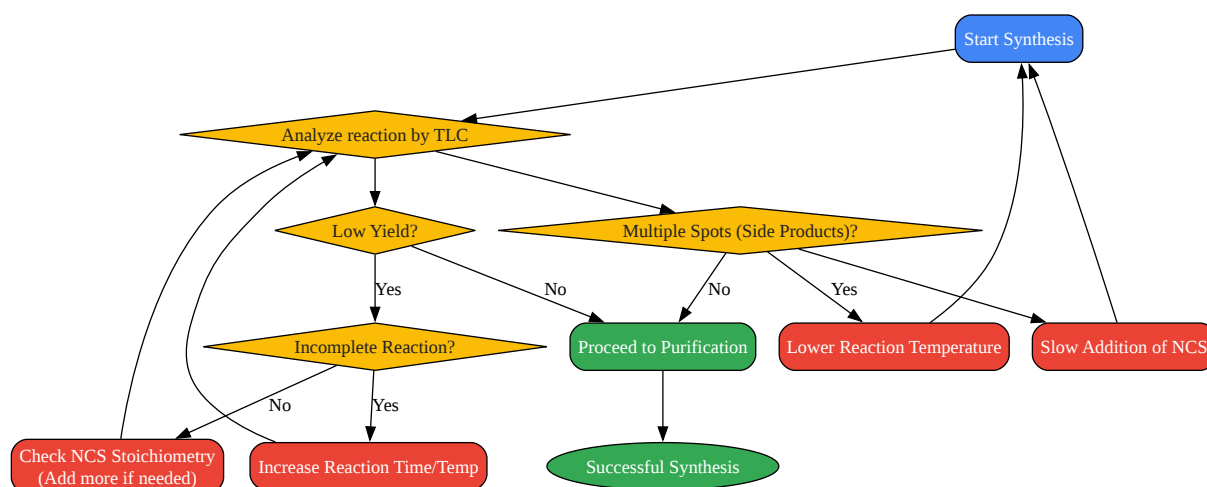 Start Synthesis
Analyze reaction by TLC
Low Yield?
Multiple Spots (Side Products)?
Yes
No
No
Yes
Incomplete Reaction?
Proceed to Purification
Lower Reaction Temperature
Slow Addition of NCS
No
Yes
Check NCS Stoichiometry
(Add more if needed)
Increase Reaction Time/Temp
Successful Synthesis